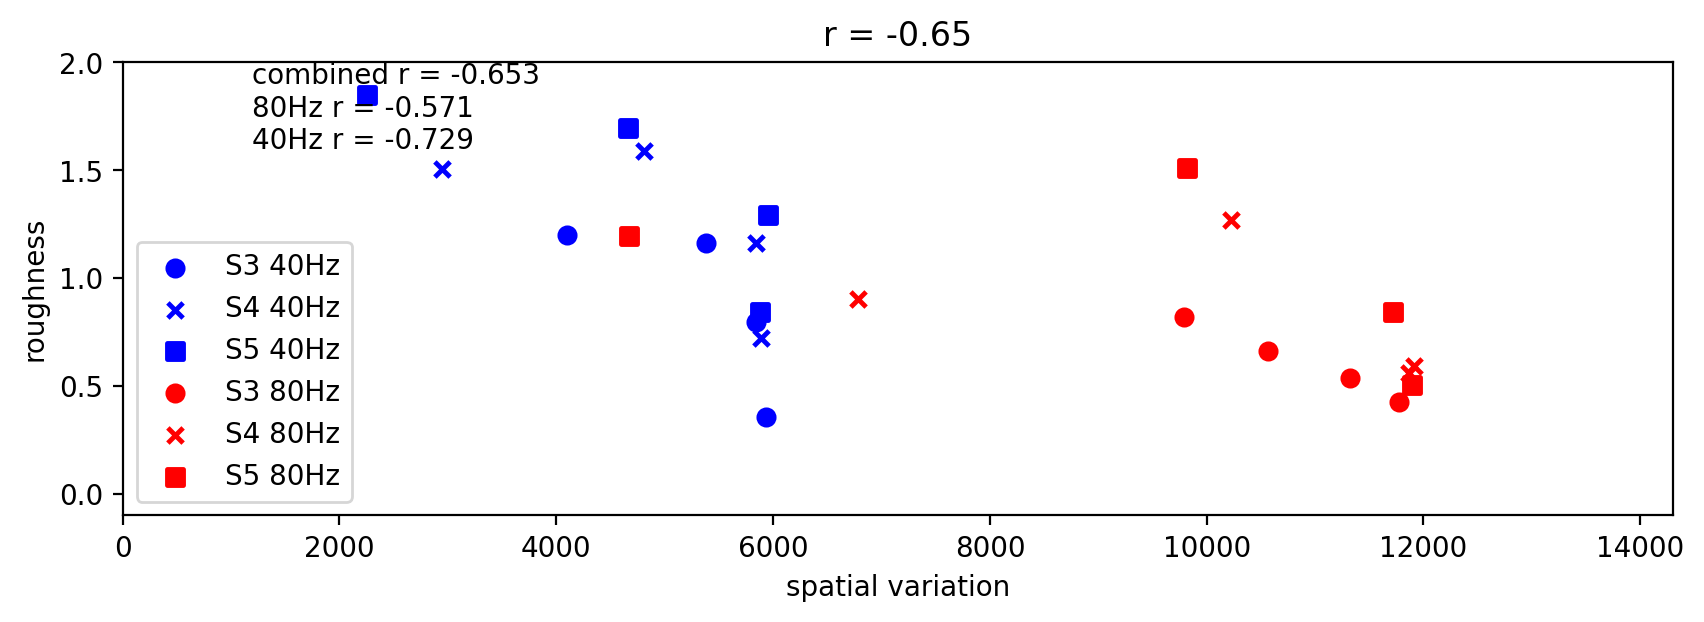 r = -0.65
combined r = -0.653
80Hz r = -0.571
40Hz r = -0.729
2.0
1.5
1.0
0.5
0.0
roughness
S3 40Hz
S4 40Hz
S5 40Hz
S3 80Hz
S4 80Hz
S5 80Hz
0 2000 4000 6000 8000 10000 12000 14000
spatial variation